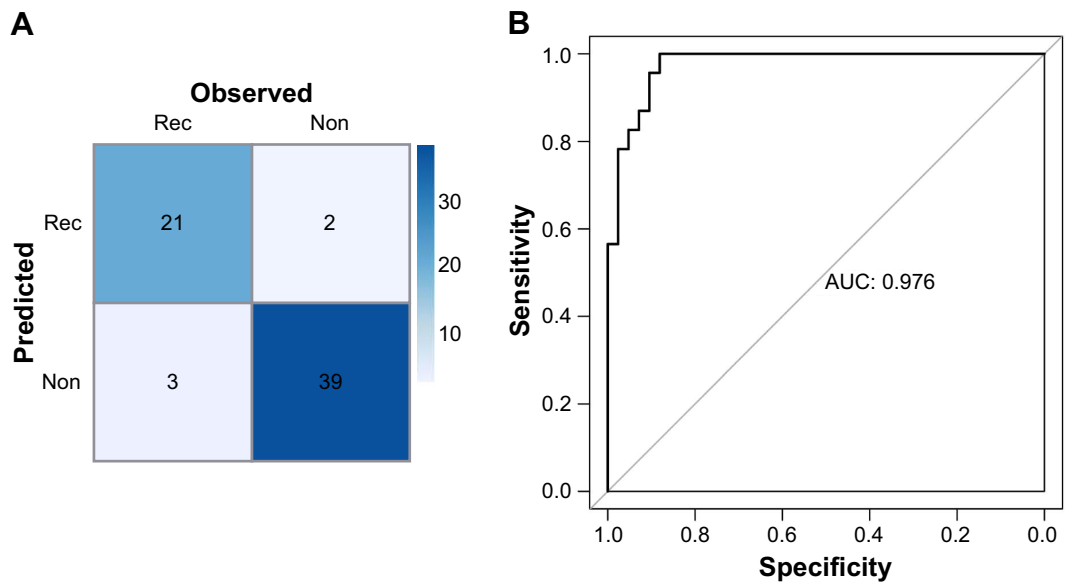 A
Observed
Rec Non
Predicted
Rec
21 2
Non
3 39
30
20
10
B
Sensitivity
1.0
0.8
0.6
0.4
0.2
0.0
AUC: 0.976
1.0 0.8 0.6 0.4 0.2 0.0
Specificity